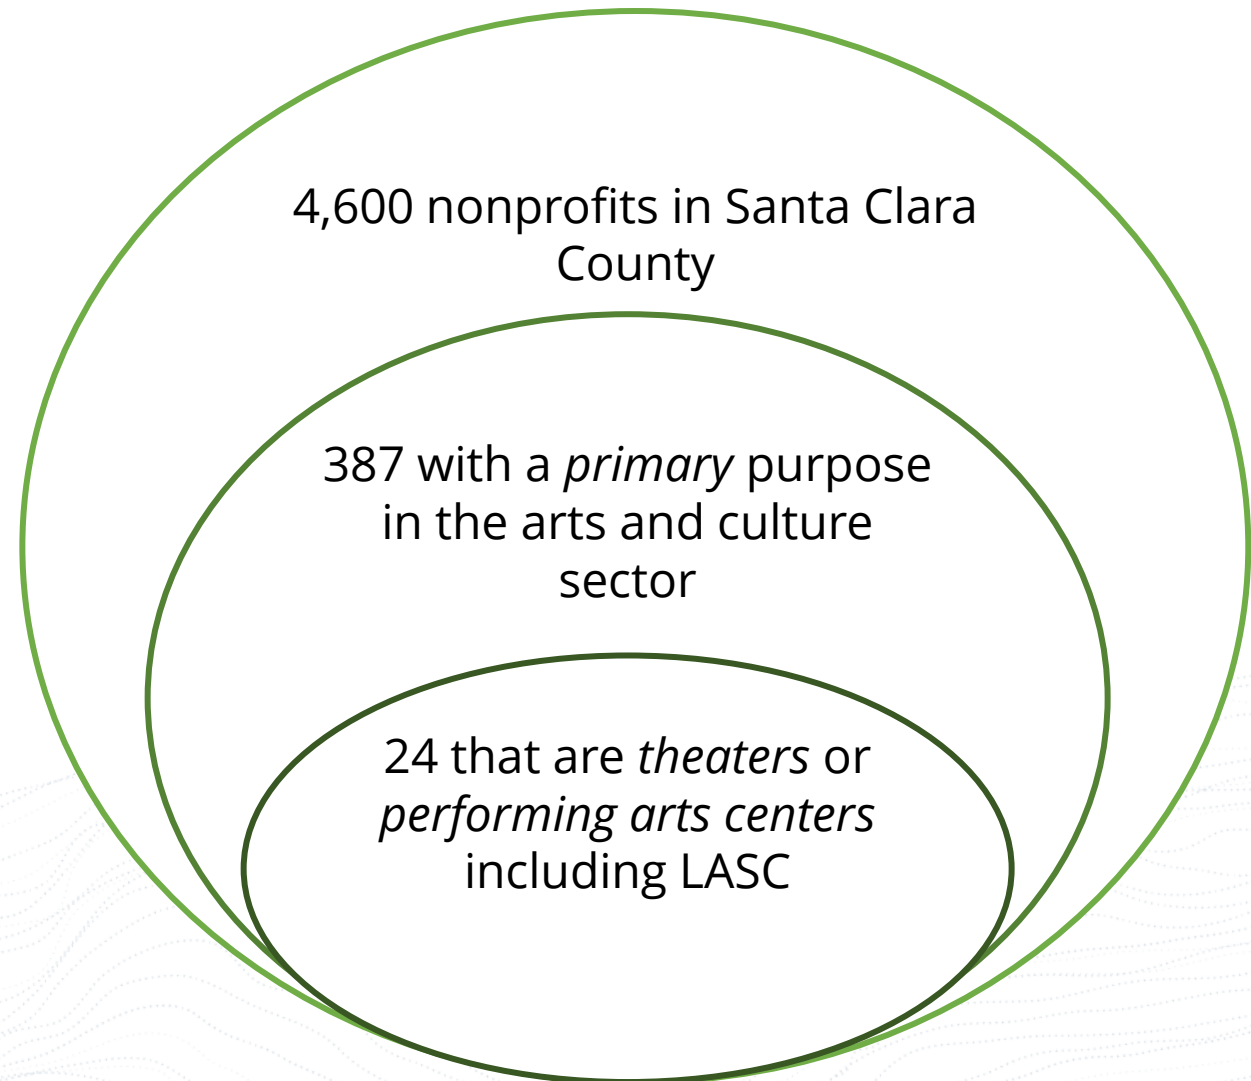 4,600 nonprofits in Santa Clara
County
387 with a primary purpose
in the arts and culture
sector
24 that are theaters or
performing arts centers
including LASC